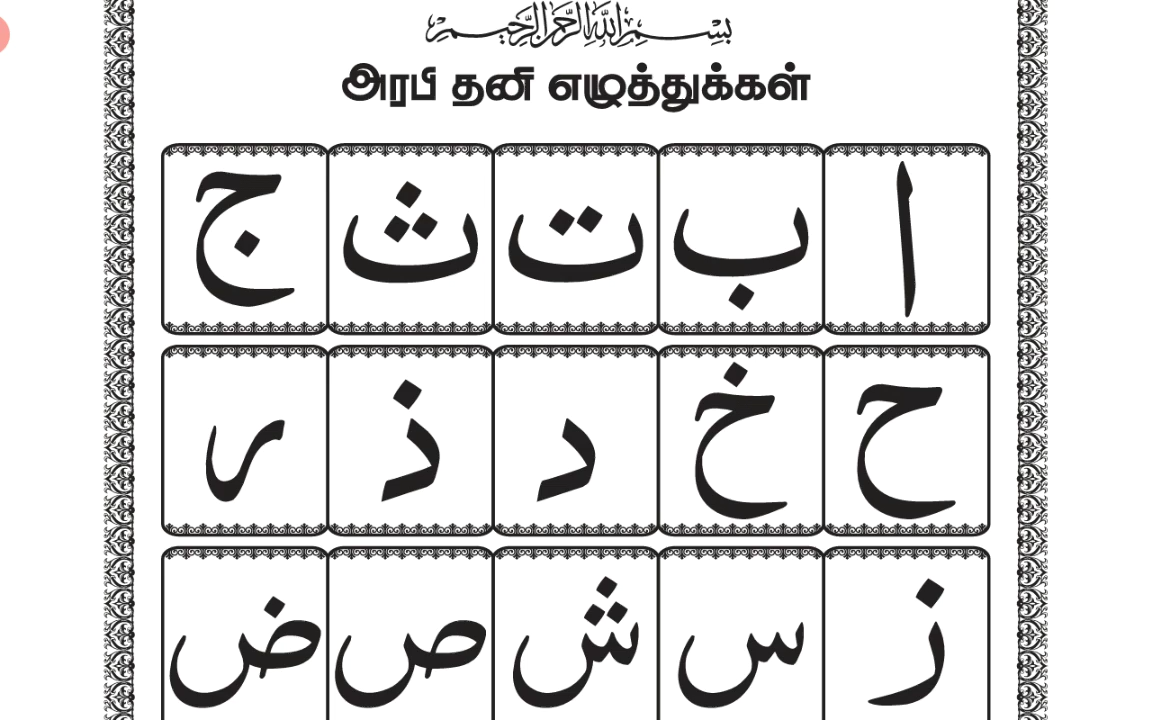 بسم الله الرحمن الرحيم
அரபி தனி எழுத்துக்கள்
ا ب ت ث ج
ح خ د ذ ر
ز س ش ص ض